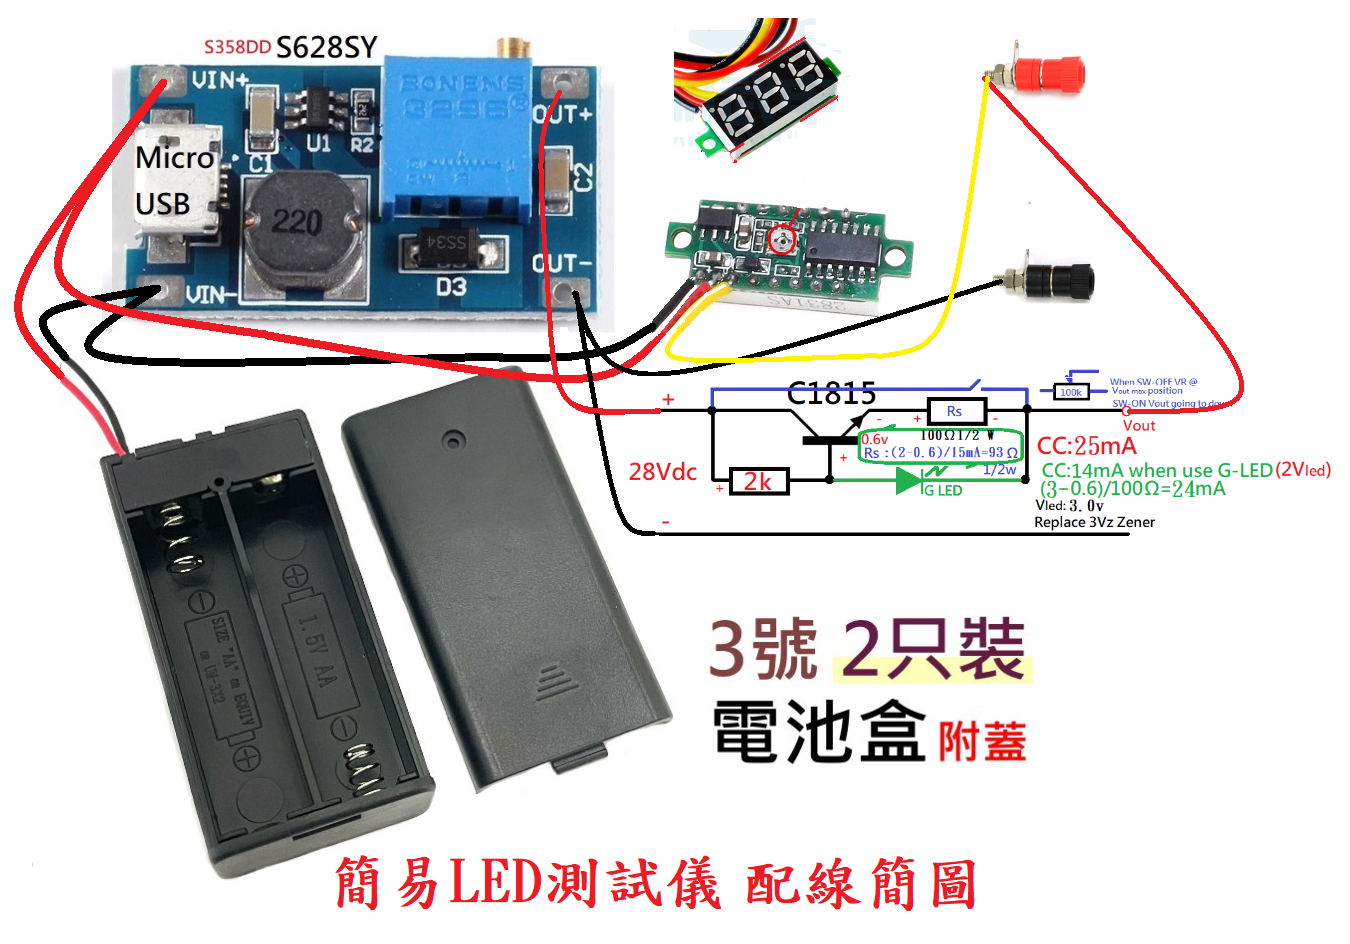 S358DD S628SY
VIN+
BONENS
3296
OUT+
U1
R2
C1
C2
Micro
USB
220
SS34
D3
VIN-
OUT-
2831AS
C1815
+
Rs
- + -
100Ω1/2 W
0.6v
Rs :(2-0.6)/15mA=93 Ω
+
1/2w
28Vdc
+ 2k
G LED
-
100k
When SW-OFF VR @
Vout max position
SW-ON Vout going to dow
Vout
CC:25mA
CC:14mA when use G-LED(2Vled)
(3-0.6)/100Ω=24mA
Vled: 3.0v
Replace 3Vz Zener
SIZE "AA" or EQUIV
or UM-3X2
1.5V AA
3號 2只裝
電池盒 附蓋
簡易LED測試儀 配線簡圖